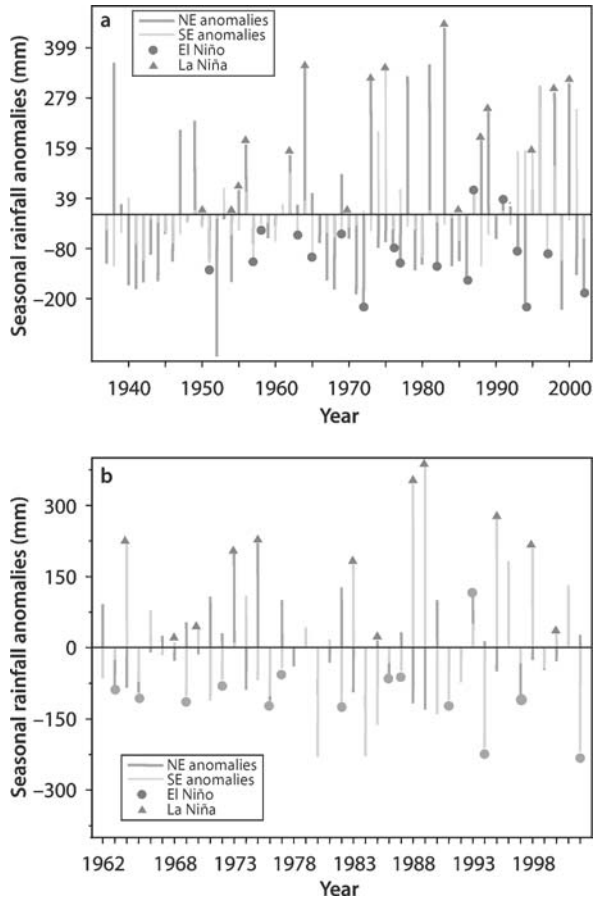 a
NE anomalies
SE anomalies
El Niño
La Niña
Seasonal rainfall anomalies (mm)
399
279
159
39
−80
−200
1940 1950 1960 1970 1980 1990 2000
Year
b
Seasonal rainfall anomalies (mm)
300
150
0
−150
−300
NE anomalies
SE anomalies
El Niño
La Niña
1962 1968 1973 1978 1983 1988 1993 1998
Year